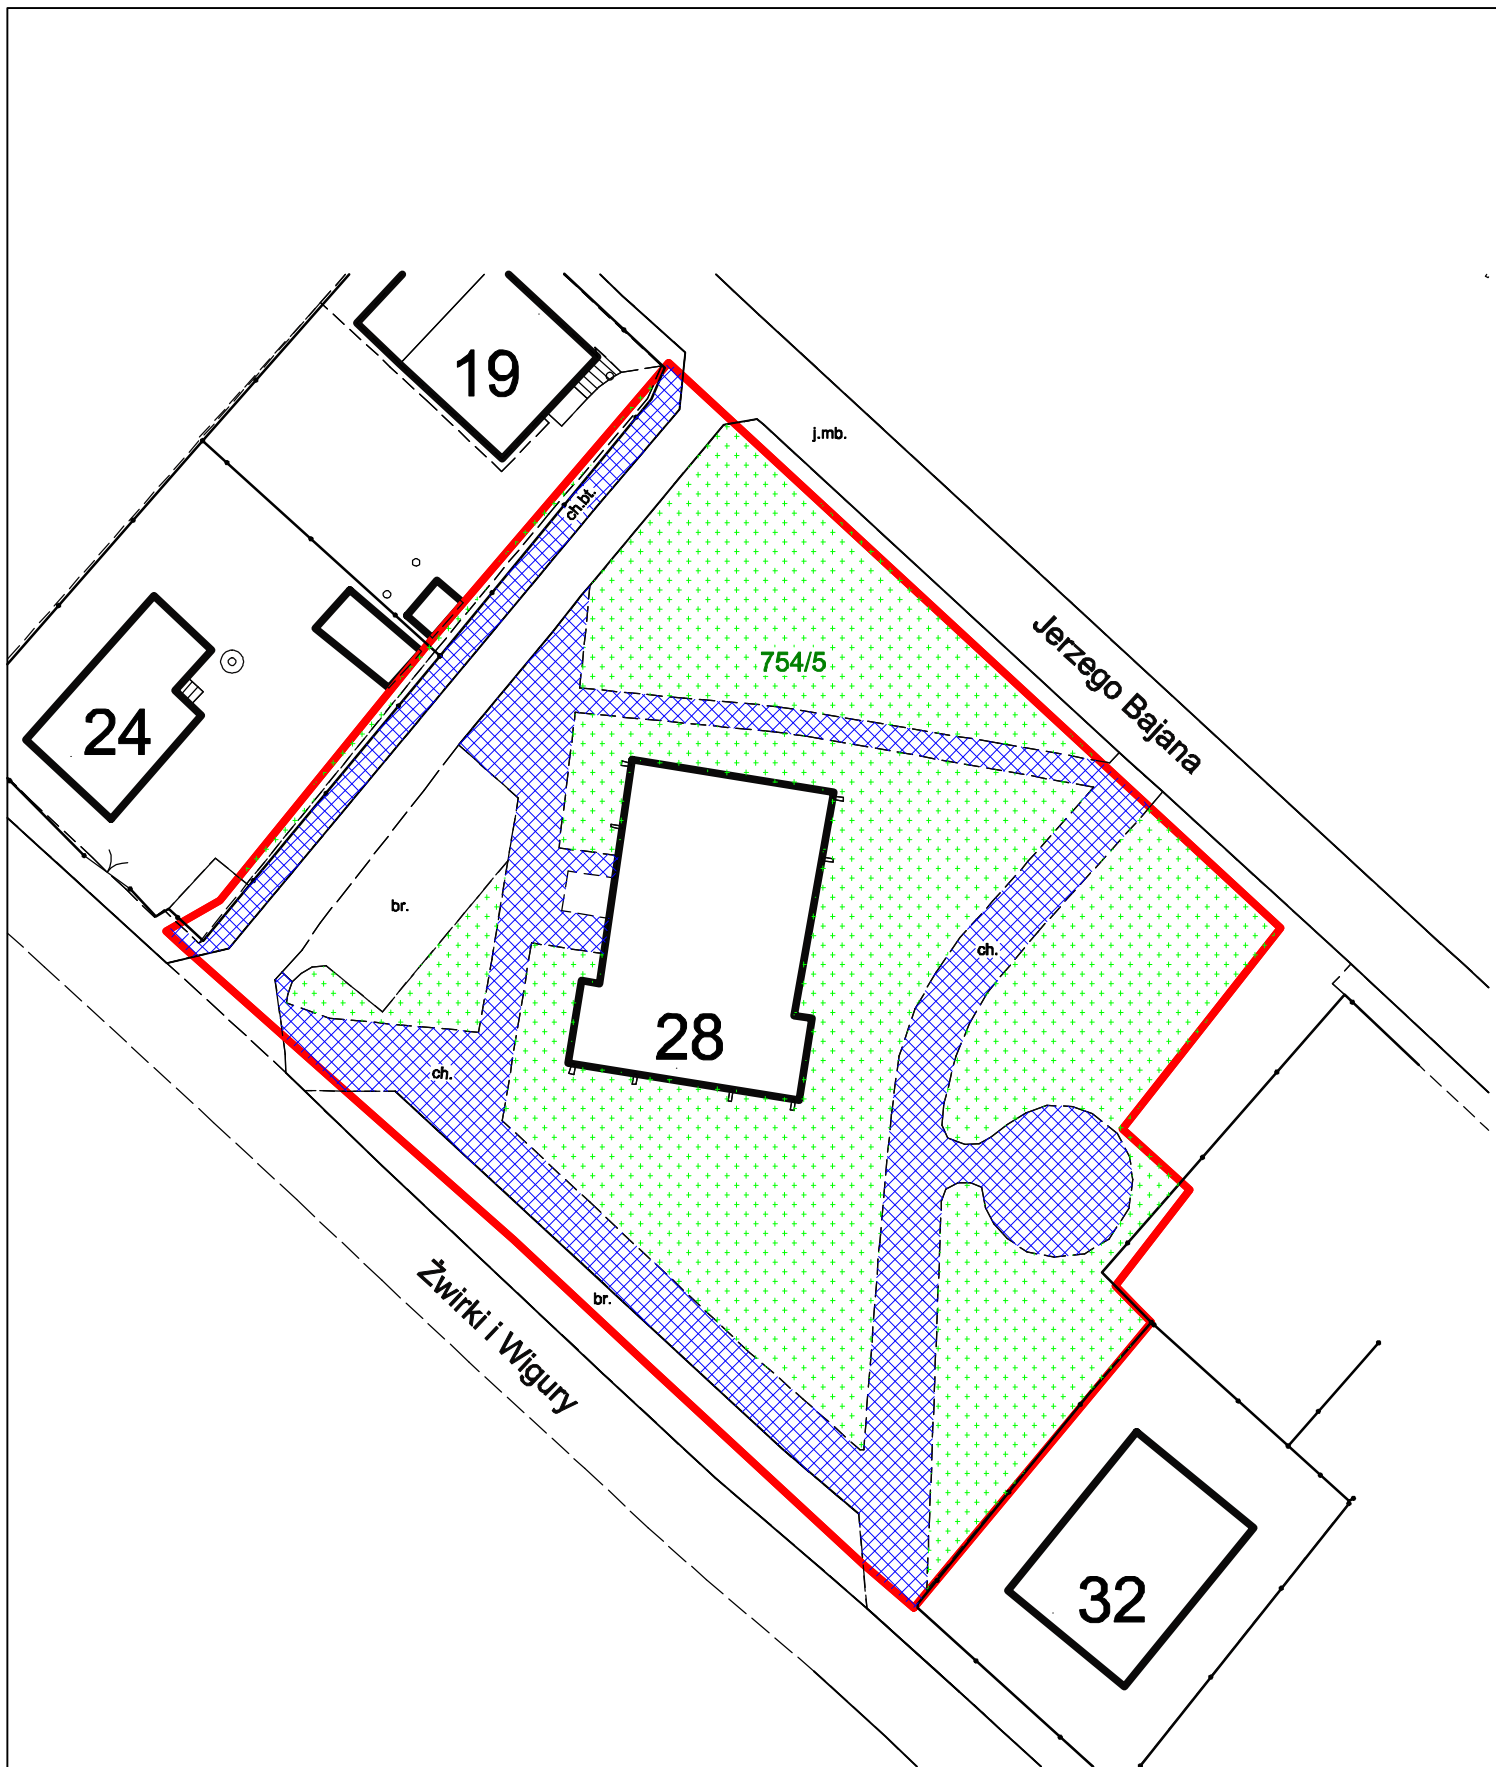 19
j.mb.
ch.bt.
Jerzego Bajana
754/5
24
br.
ch.
28
ch.
Żwirki i Wigury
br.
32